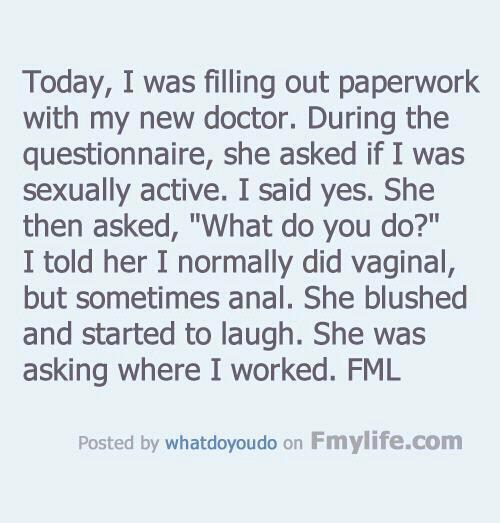 Today, I was filling out paperwork
with my new doctor. During the
questionnaire, she asked if I was
sexually active. I said yes. She
then asked, "What do you do?"
I told her I normally did vaginal,
but sometimes anal. She blushed
and started to laugh. She was
asking where I worked. FML
Posted by whatdoyoudo on Fmylife.com